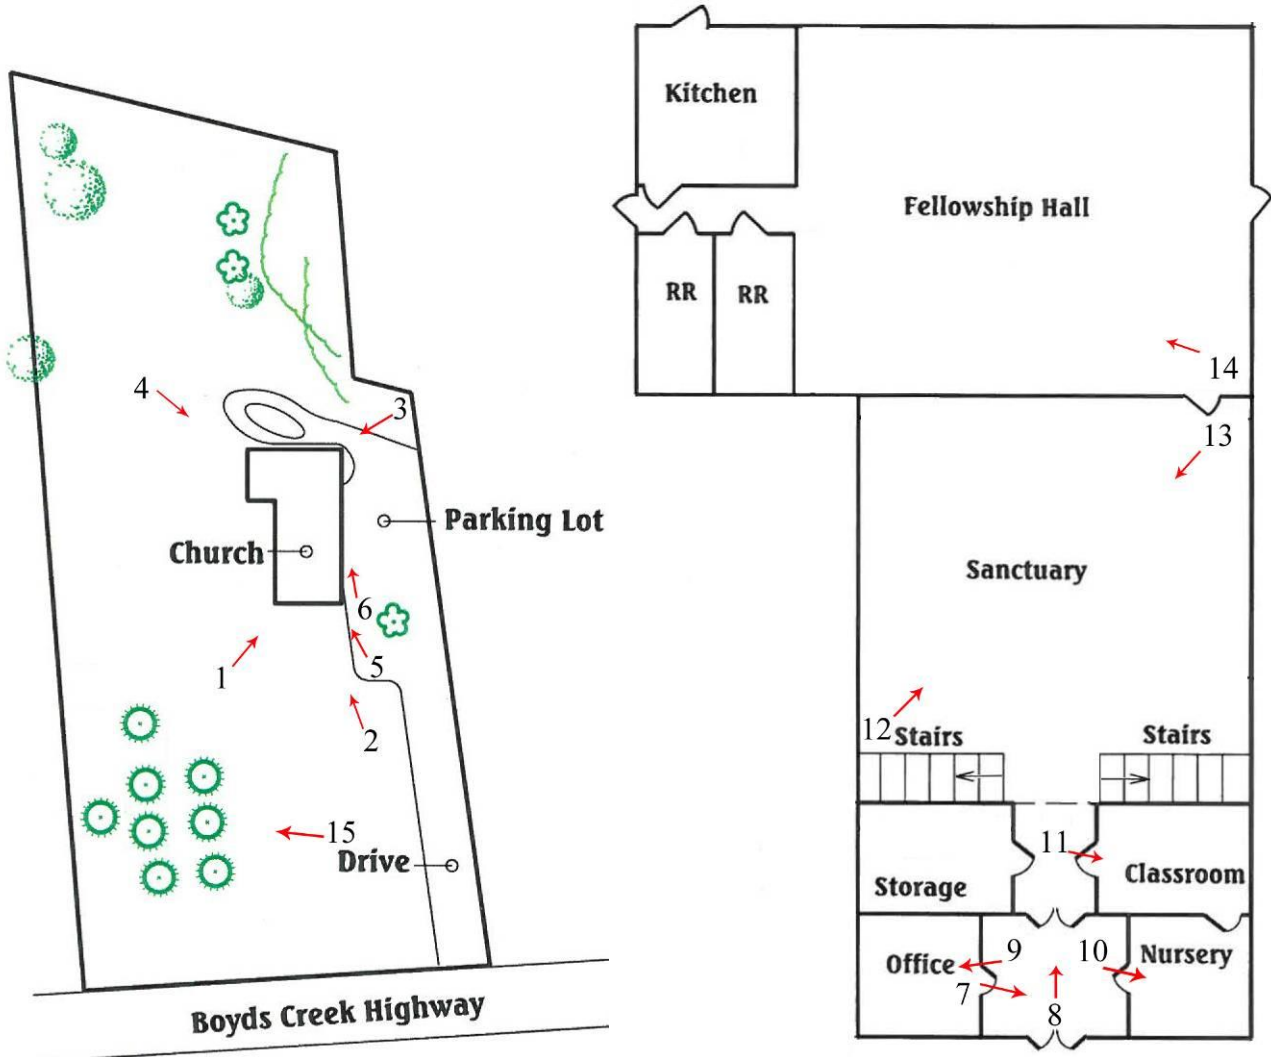 4
3
Parking Lot
Church
6
5
1
2
15
Drive
Boyds Creek Highway
Kitchen
Fellowship Hall
RR
RR
14
13
Sanctuary
12
Stairs
Stairs
11
Storage
Classroom
9
10
Office
Nursery
7
8